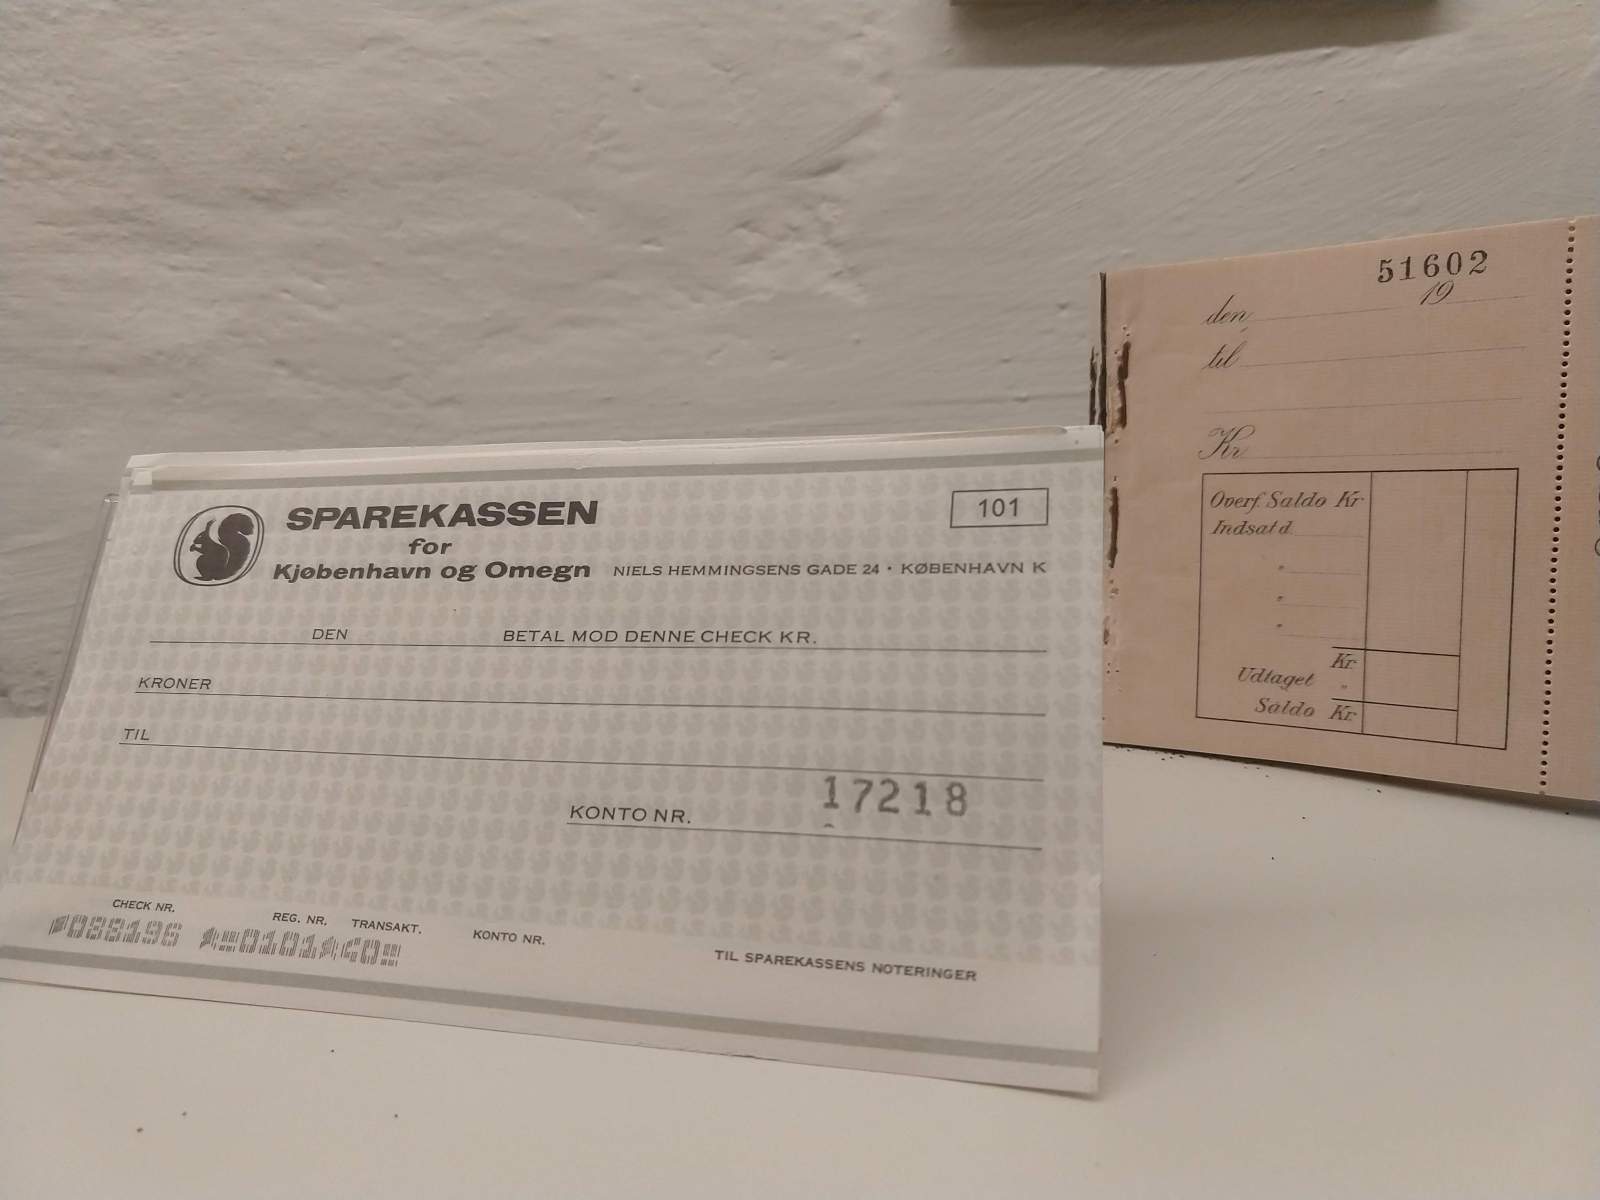 SPAREKASSEN
for
Kjøbenhavn og Omegn
101
NIELS HEMMINGSENS GADE 24 · KØBENHAVN K
DEN BETAL MOD DENNE CHECK KR.
KRONER
TIL
KONTO NR. 17218
CHECK NR. REG. NR. TRANSAKT. KONTO NR.
088196 0101
TIL SPAREKASSENS NOTERINGER
51602
den 19
til
Kr
Overf. Saldo Kr
Indsat d.
"
"
"
Kr
Udtaget "
Saldo Kr